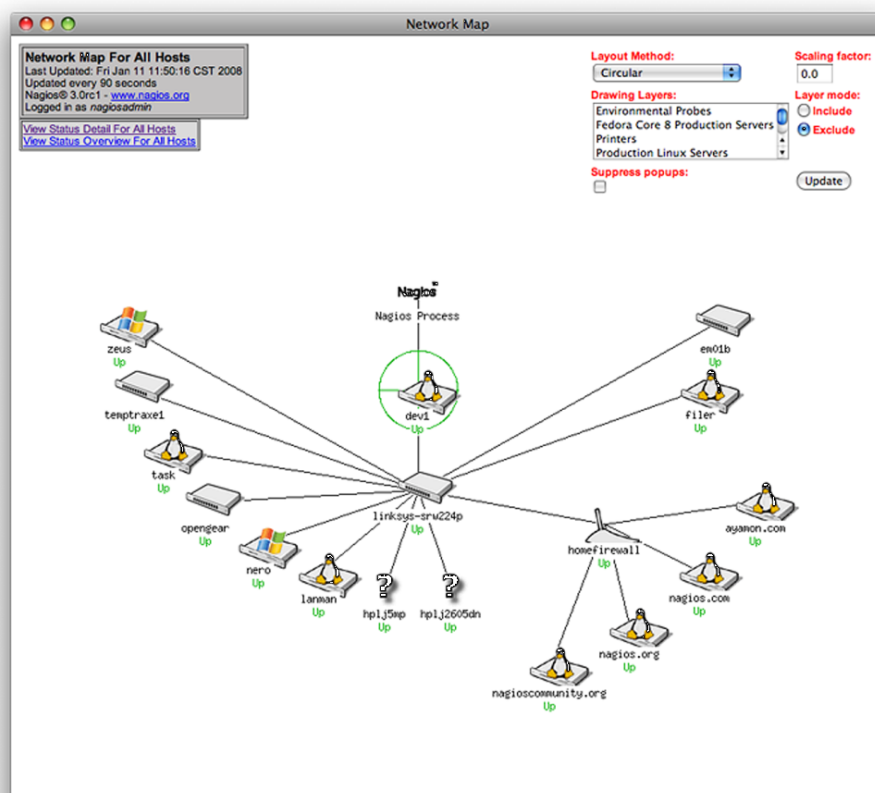 Network Map
Network Map For All Hosts
Last Updated: Fri Jan 11 11:50:16 CST 2008
Updated every 90 seconds
Nagios® 3.0rc1 - www.nagios.org
Logged in as nagiosadmin
View Status Detail For All Hosts
View Status Overview For All Hosts
Layout Method:
Circular
Drawing Layers:
Environmental Probes
Fedora Core 8 Production Servers
Printers
Production Linux Servers
Suppress popups:
Scaling factor:
0.0
Layer mode:
Include
Exclude
Update
Nagios
Nagios Process
zeus
Up
em01b
Up
temptraxe1
Up
dev1
Up
filer
Up
task
Up
opengear
Up
linksys-srw224p
Up
ayamon.com
Up
homefirewall
Up
nero
Up
lanman
Up
hplj5mp
Up
hplj2605dn
Up
nagios.com
Up
nagios.org
Up
nagioscommunity.org
Up